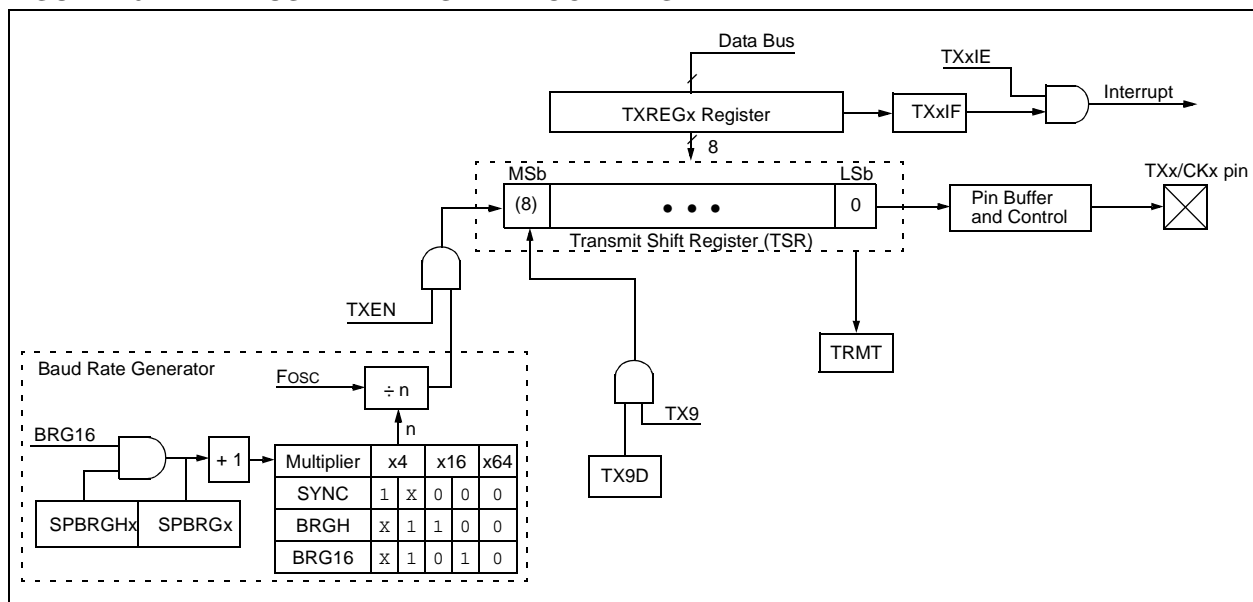 Data Bus
TXxIE
Interrupt
TXREGx Register
TXxIF
8
MSb
LSb
TXx/CKx pin
(8)
• • •
0
Pin Buffer
and Control
Transmit Shift Register (TSR)
TXEN
TRMT
Baud Rate Generator
FOSC
÷ n
TX9
n
BRG16
+ 1
Multiplier x4 x16 x64
TX9D
SYNC 1 X 0 0 0
SPBRGHx SPBRGx
BRGH X 1 1 0 0
BRG16 X 1 0 1 0